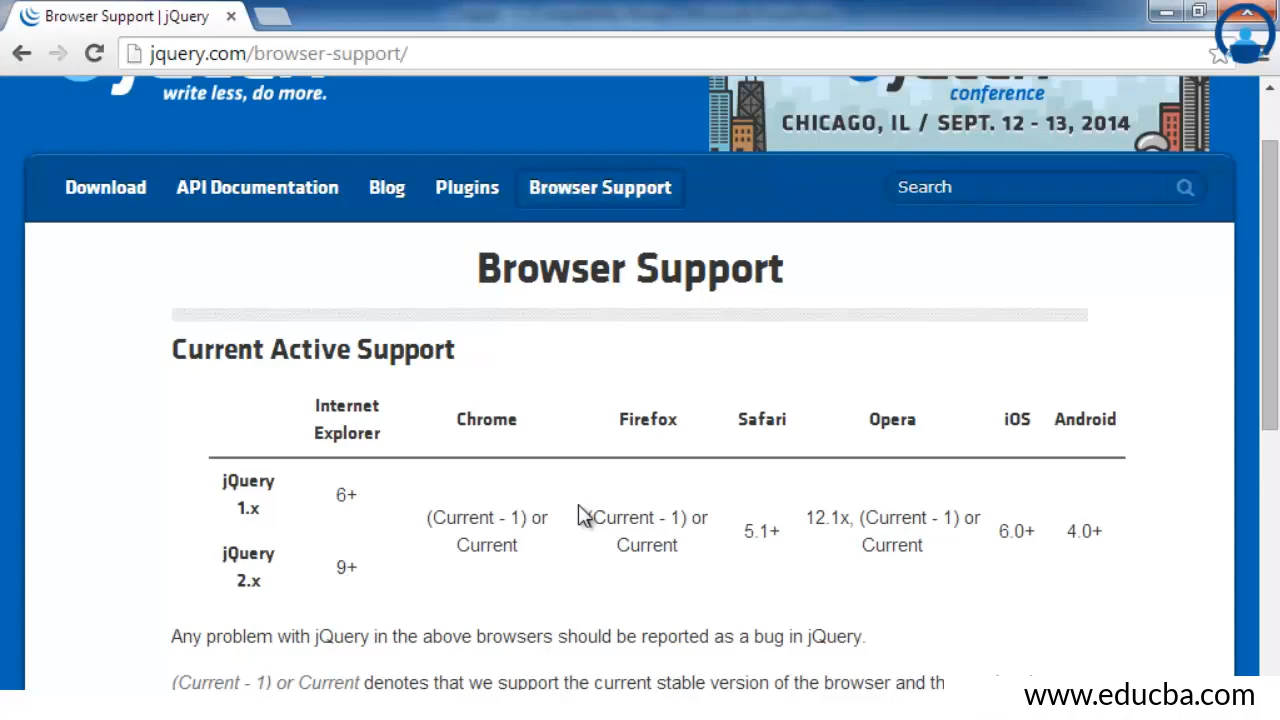 Browser Support | jQuery
jquery.com/browser-support/
write less, do more.
conference
CHICAGO, IL / SEPT. 12 - 13, 2014
Download API Documentation Blog Plugins Browser Support Search
Browser Support
Current Active Support
Internet Explorer Chrome Firefox Safari Opera iOS Android
jQuery 1.x 6+
(Current - 1) or Current (Current - 1) or Current 5.1+ 12.1x, (Current - 1) or Current 6.0+ 4.0+
jQuery 2.x 9+
Any problem with jQuery in the above browsers should be reported as a bug in jQuery.
(Current - 1) or Current denotes that we support the current stable version of the browser and th
www.educba.com